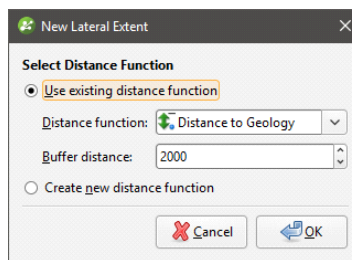 New Lateral Extent
Select Distance Function
Use existing distance function
Distance function: Distance to Geology
Buffer distance: 2000
Create new distance function
Cancel OK